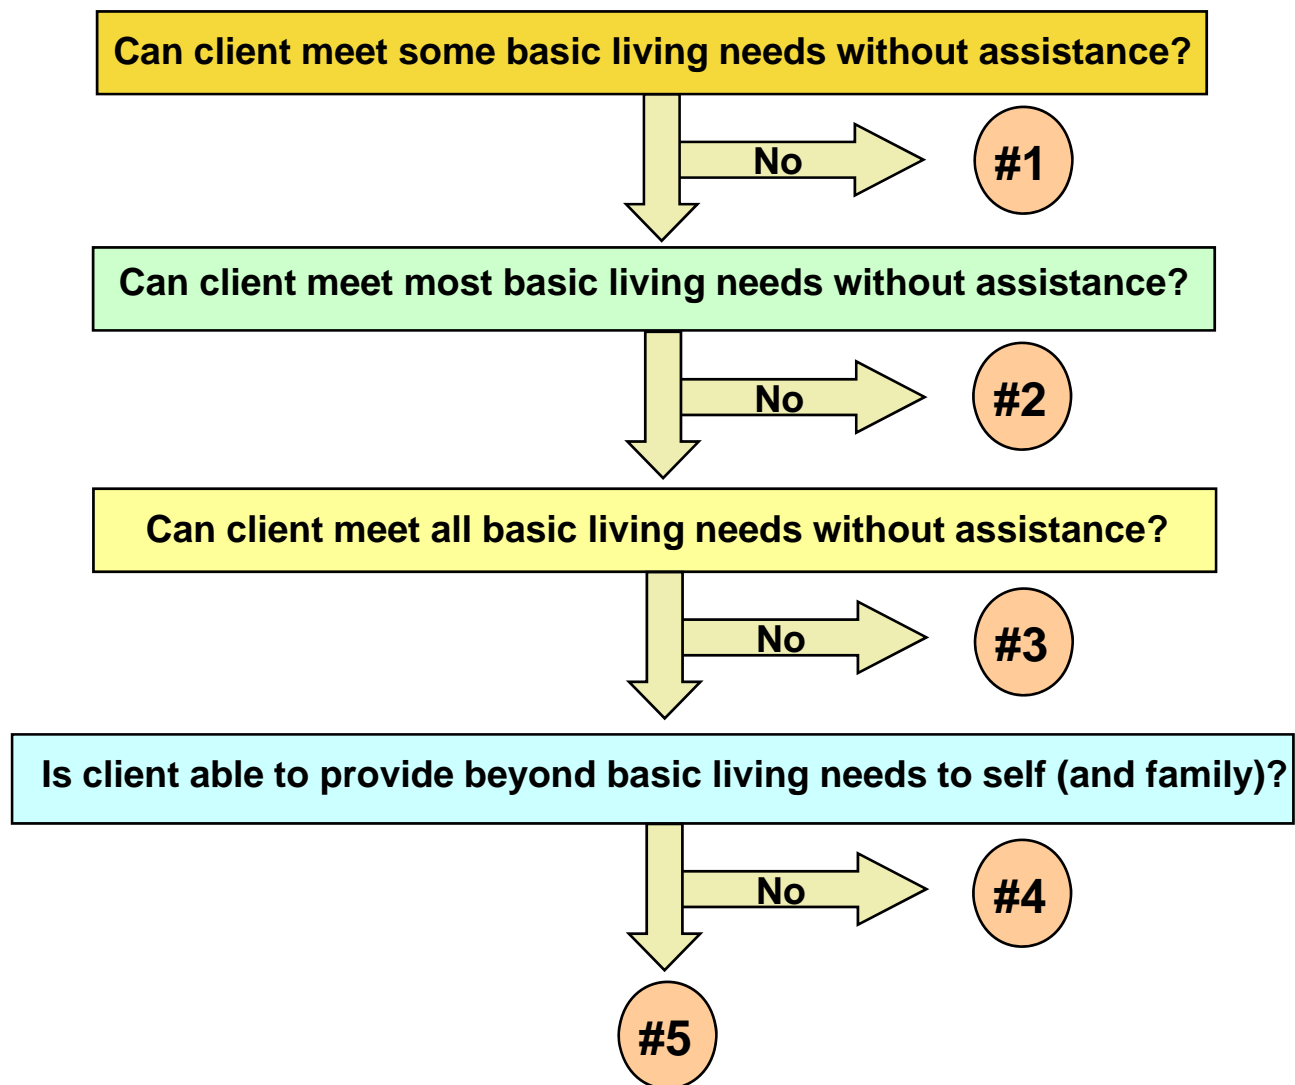 Can client meet some basic living needs without assistance?
No
#1
Can client meet most basic living needs without assistance?
No
#2
Can client meet all basic living needs without assistance?
No
#3
Is client able to provide beyond basic living needs to self (and family)?
No
#4
#5